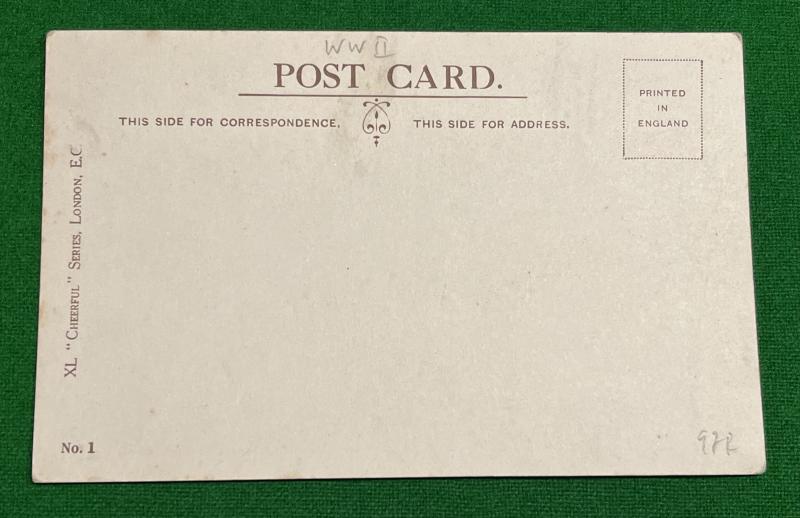 WW II
POST CARD.
THIS SIDE FOR CORRESPONDENCE.
THIS SIDE FOR ADDRESS.
PRINTED
IN
ENGLAND
XL "CHEERFUL" SERIES, LONDON, E.C
No. 1